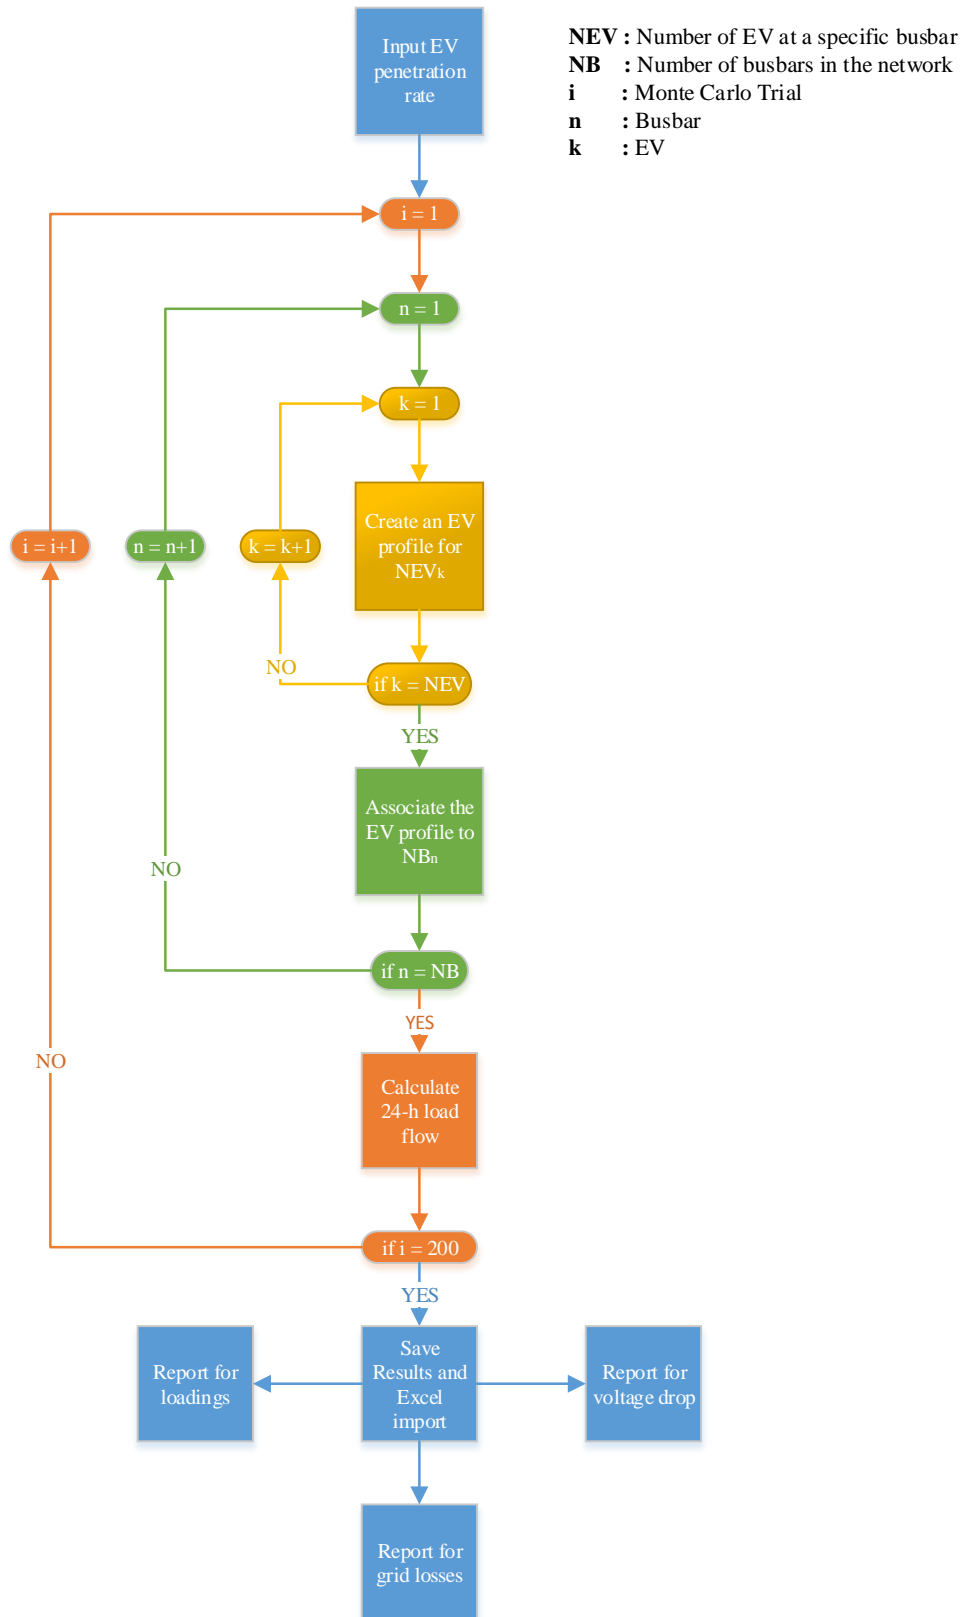 Input EV
penetration
rate
NEV : Number of EV at a specific busbar
NB : Number of busbars in the network
i : Monte Carlo Trial
n : Busbar
k : EV
i = 1
n = 1
k = 1
Create an EV
profile for
NEVk
i = i+1
n = n+1
k = k+1
NO
if k = NEV
YES
Associate the
EV profile to
NBn
NO
if n = NB
YES
NO
Calculate
24-h load
flow
if i = 200
YES
Report for
loadings
Save
Results and
Excel
import
Report for
voltage drop
Report for
grid losses